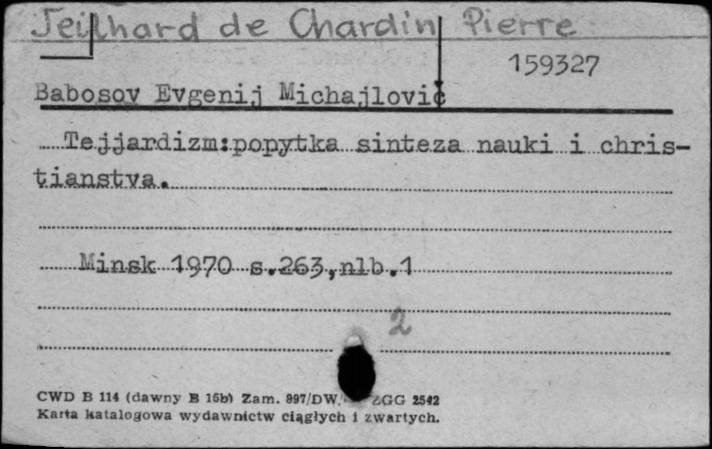 Teilhard de Chardin Pierre
159327
Babosov Evgenij Michajlovič
Tejjardizm:popytka sinteza nauki i chris-
tianstva.
Minsk 1970 s.263,nlb.1
2
CWD B 114 (dawny B 15b) Zam. 897/DW. ZGG 2542
Karta katalogowa wydawnictw ciągłych i zwartych.